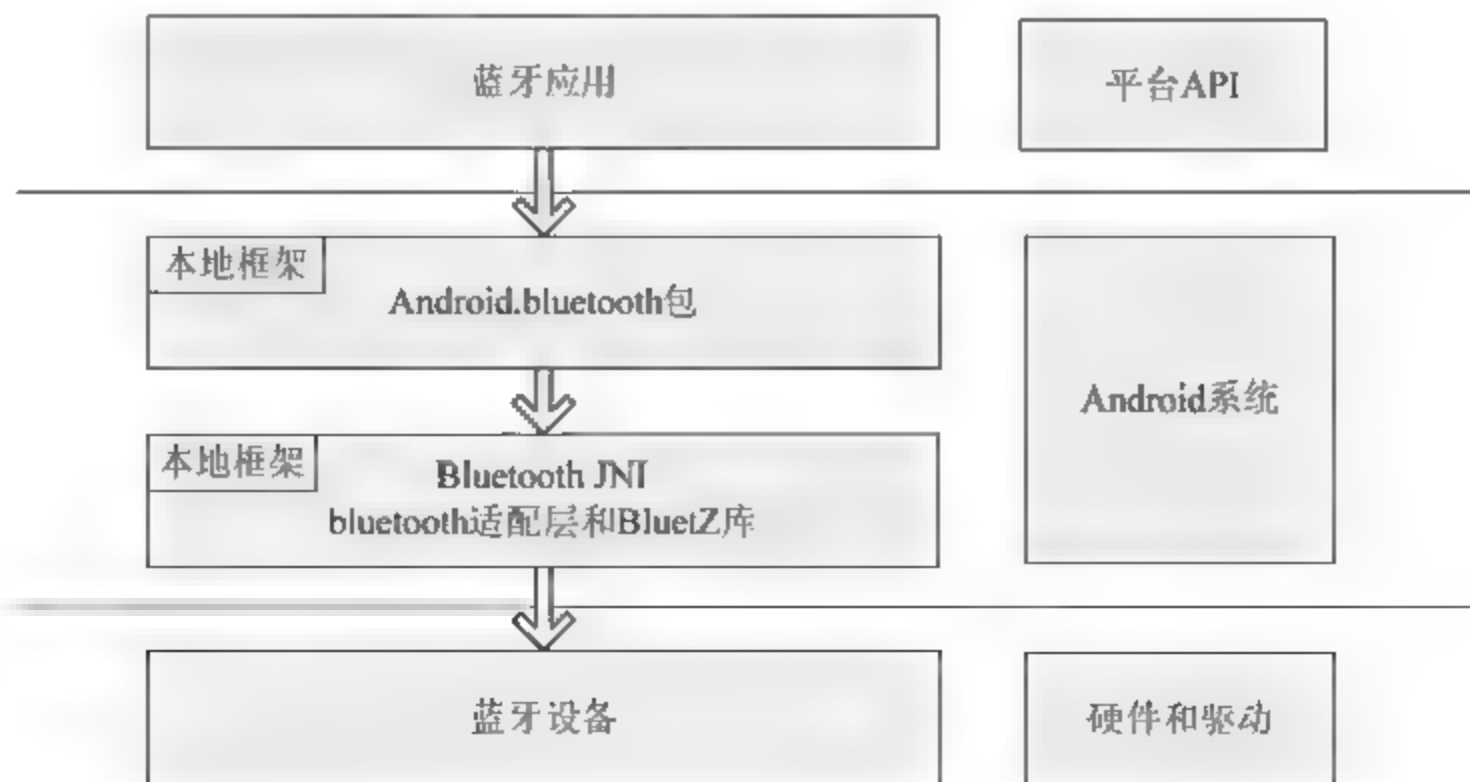 蓝牙应用
平台API
本地框架
Android.bluetooth包
Android系统
本地框架
Bluetooth JNI
bluetooth适配层和BluetZ库
蓝牙设备
硬件和驱动